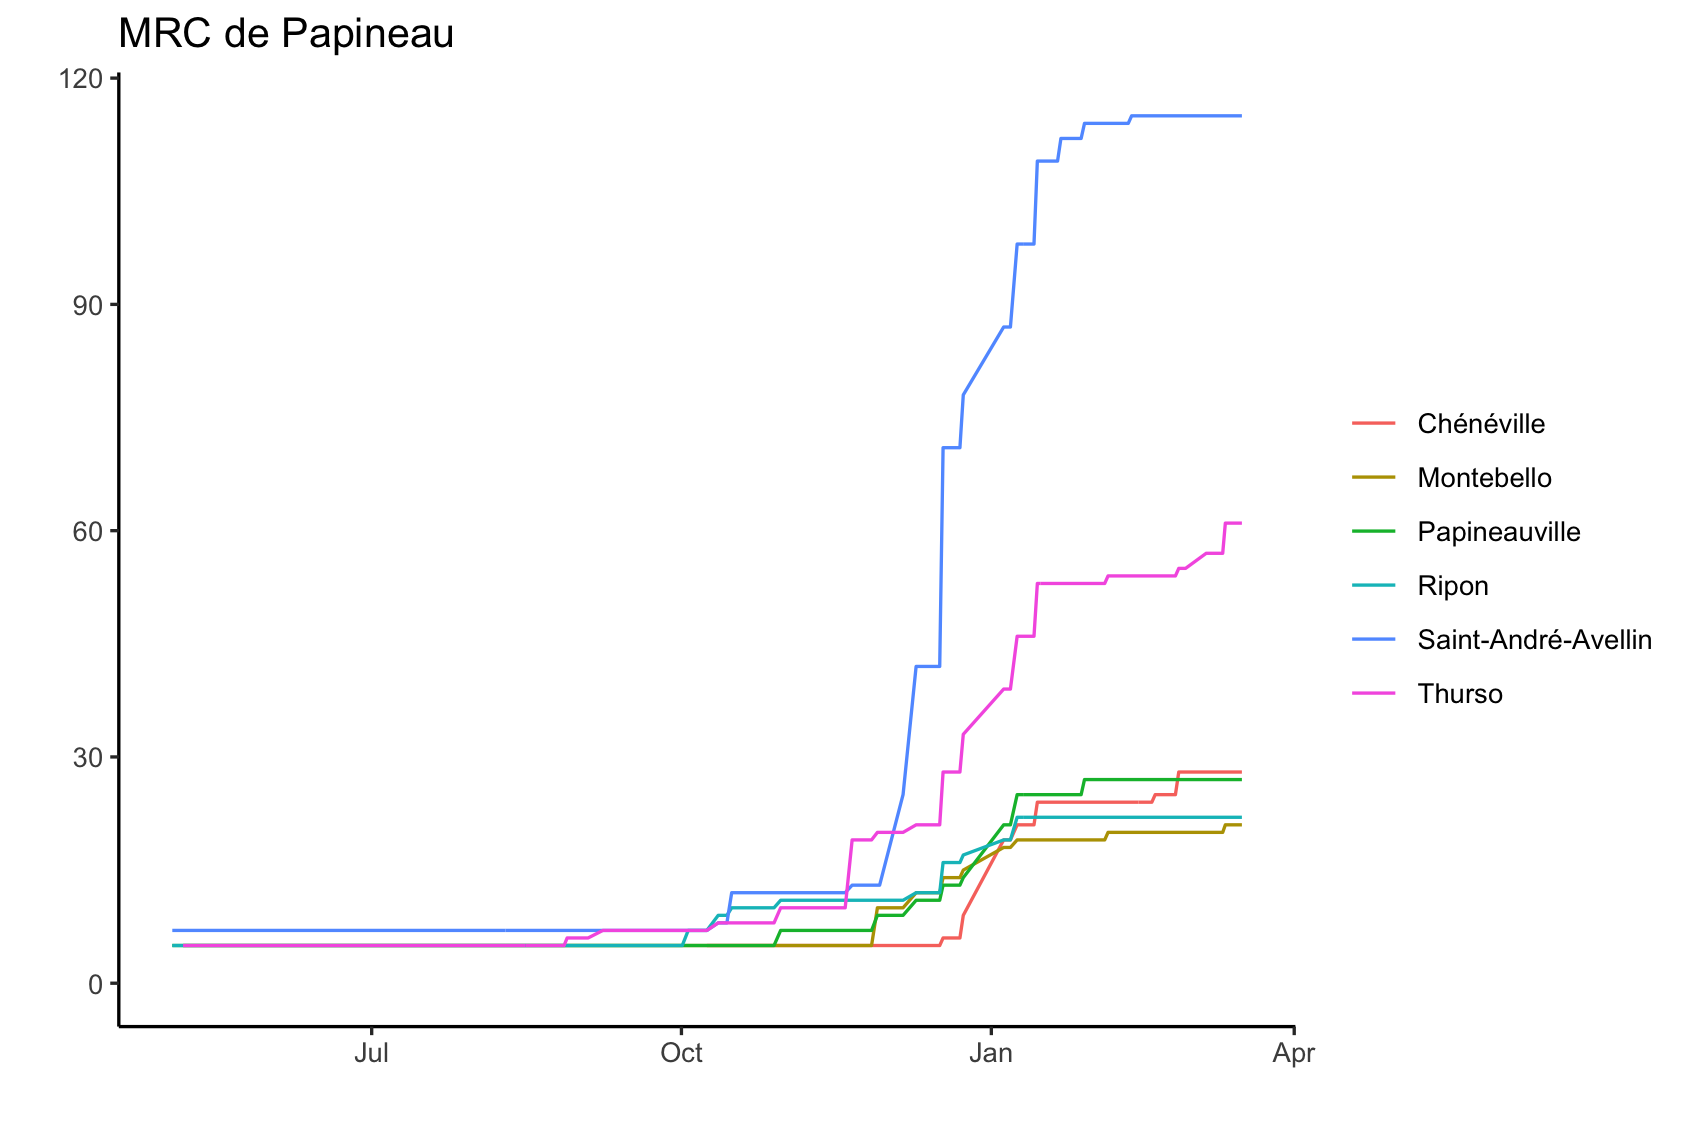 MRC de Papineau
120
90
60
30
0
Jul
Oct
Jan
Apr
Chénéville
Montebello
Papineauville
Ripon
Saint-André-Avellin
Thurso